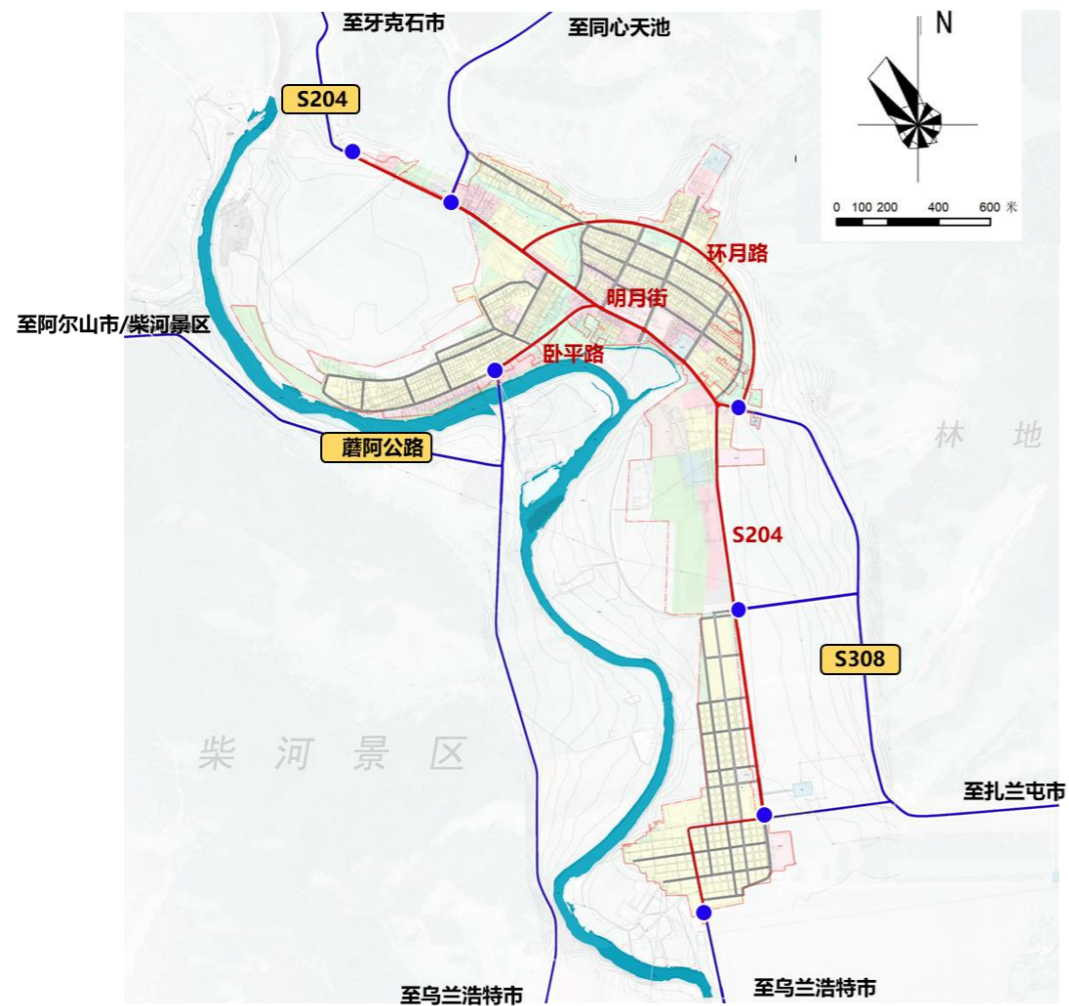 至牙克石市
至同心天池
N
S204
0 100 200 400 600 米
环月路
明月街
至阿尔山市/柴河景区
卧平路
林地
蘑阿公路
S204
S308
柴河景区
至扎兰屯市
至乌兰浩特市
至乌兰浩特市